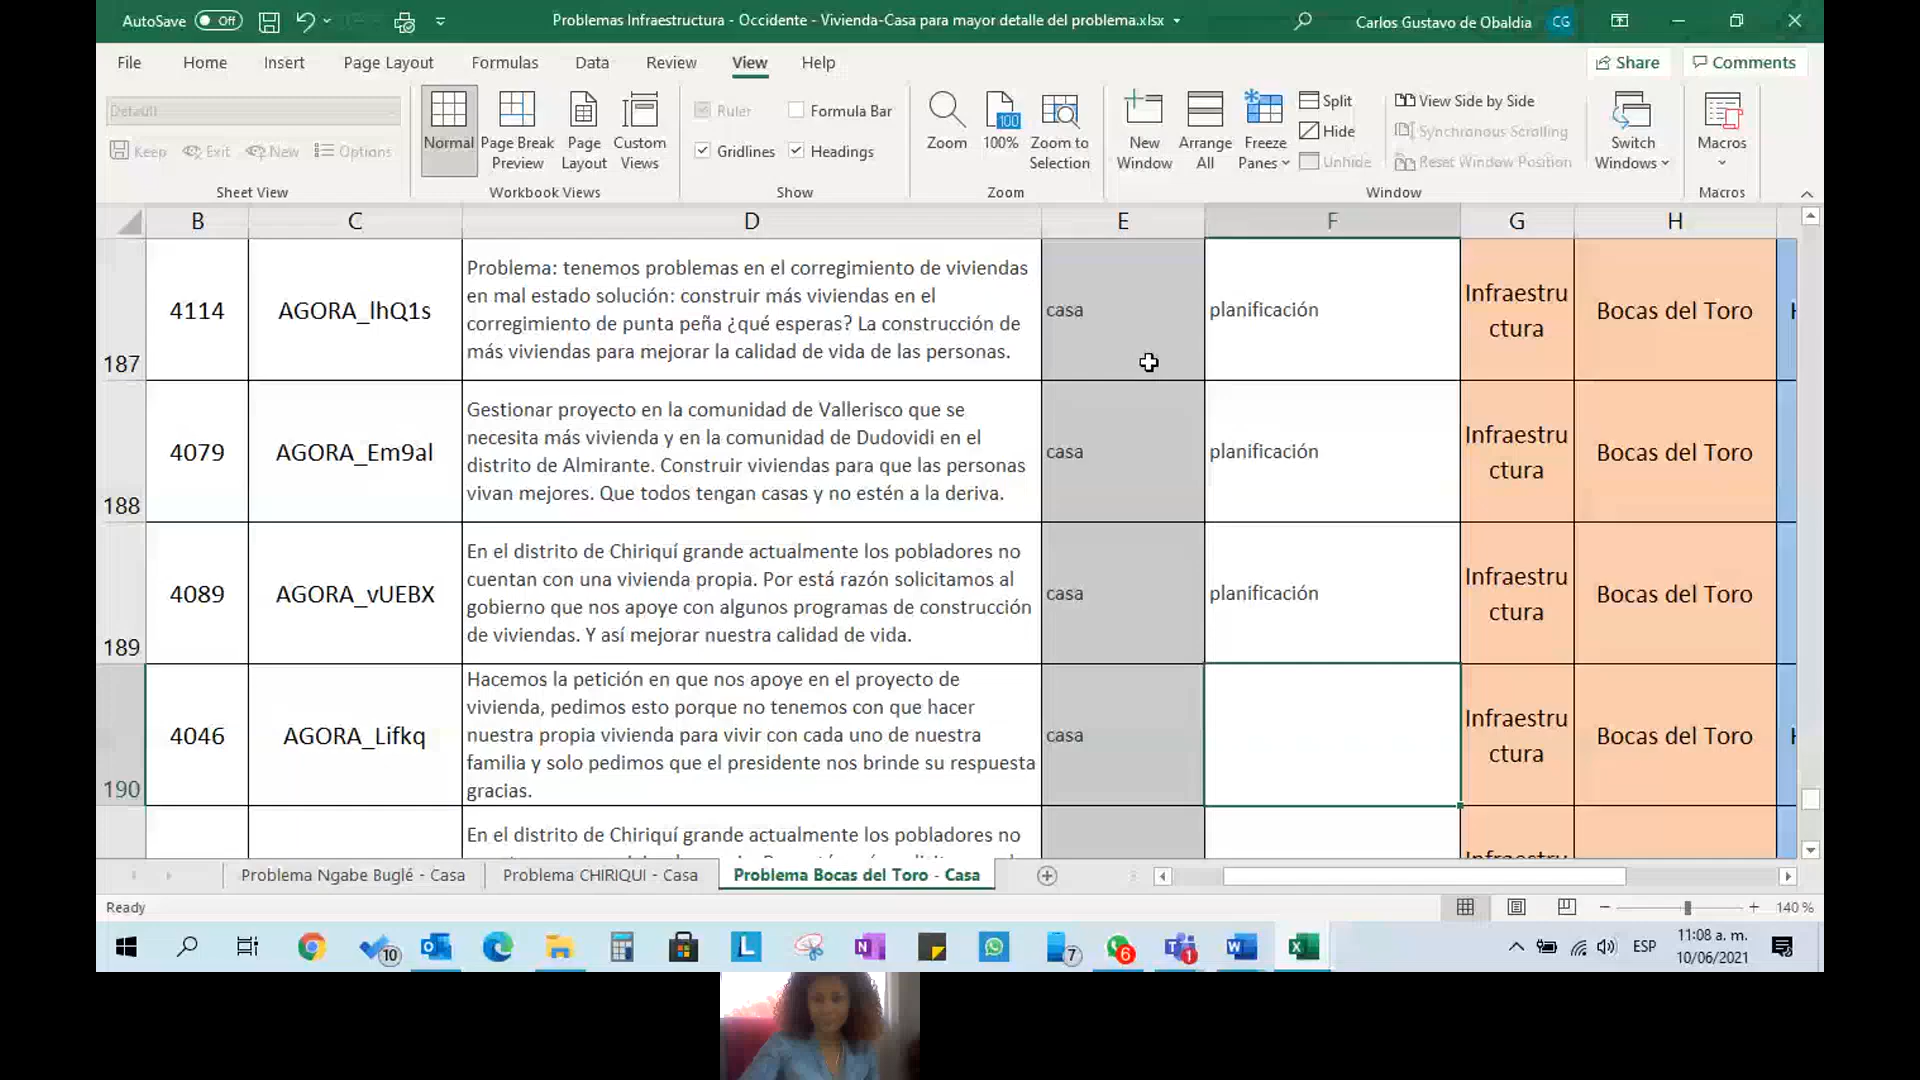 AutoSave Off
Problemas Infraestructura - Occidente - Vivienda-Casa para mayor detalle del problema.xlsx
Carlos Gustavo de Obaldia CG
File Home Insert Page Layout Formulas Data Review View Help
Share Comments
Default
Keep Exit New Options
Sheet View
Normal
Page Break Preview
Page Layout
Custom Views
Workbook Views
Ruler Formula Bar
Gridlines Headings
Show
Zoom
100
100%
Zoom to Selection
Zoom
New Window
Arrange All
Freeze Panes
Split
Hide
Unhide
View Side by Side
Synchronous Scrolling
Reset Window Position
Window
Switch Windows
Macros
Macros
B C D E F G H
187
4114
AGORA_lhQ1s
Problema: tenemos problemas en el corregimiento de viviendas
en mal estado solución: construir más viviendas en el
corregimiento de punta peña ¿qué esperas? La construcción de
más viviendas para mejorar la calidad de vida de las personas.
casa
planificación
Infraestru
ctura
Bocas del Toro
188
4079
AGORA_Em9al
Gestionar proyecto en la comunidad de Vallerisco que se
necesita más vivienda y en la comunidad de Dudovidi en el
distrito de Almirante. Construir viviendas para que las personas
vivan mejores. Que todos tengan casas y no estén a la deriva.
casa
planificación
Infraestru
ctura
Bocas del Toro
189
4089
AGORA_vUEBX
En el distrito de Chiriquí grande actualmente los pobladores no
cuentan con una vivienda propia. Por está razón solicitamos al
gobierno que nos apoye con algunos programas de construcción
de viviendas. Y así mejorar nuestra calidad de vida.
casa
planificación
Infraestru
ctura
Bocas del Toro
190
4046
AGORA_Lifkq
Hacemos la petición en que nos apoye en el proyecto de
vivienda, pedimos esto porque no tenemos con que hacer
nuestra propia vivienda para vivir con cada uno de nuestra
familia y solo pedimos que el presidente nos brinde su respuesta
gracias.
casa
Infraestru
ctura
Bocas del Toro
En el distrito de Chiriquí grande actualmente los pobladores no
Infraestru
Problema Ngabe Buglé - Casa Problema CHIRIQUI - Casa Problema Bocas del Toro - Casa
Ready
140 %
10
L
N
7
6
1
ESP
11:08 a. m.
10/06/2021